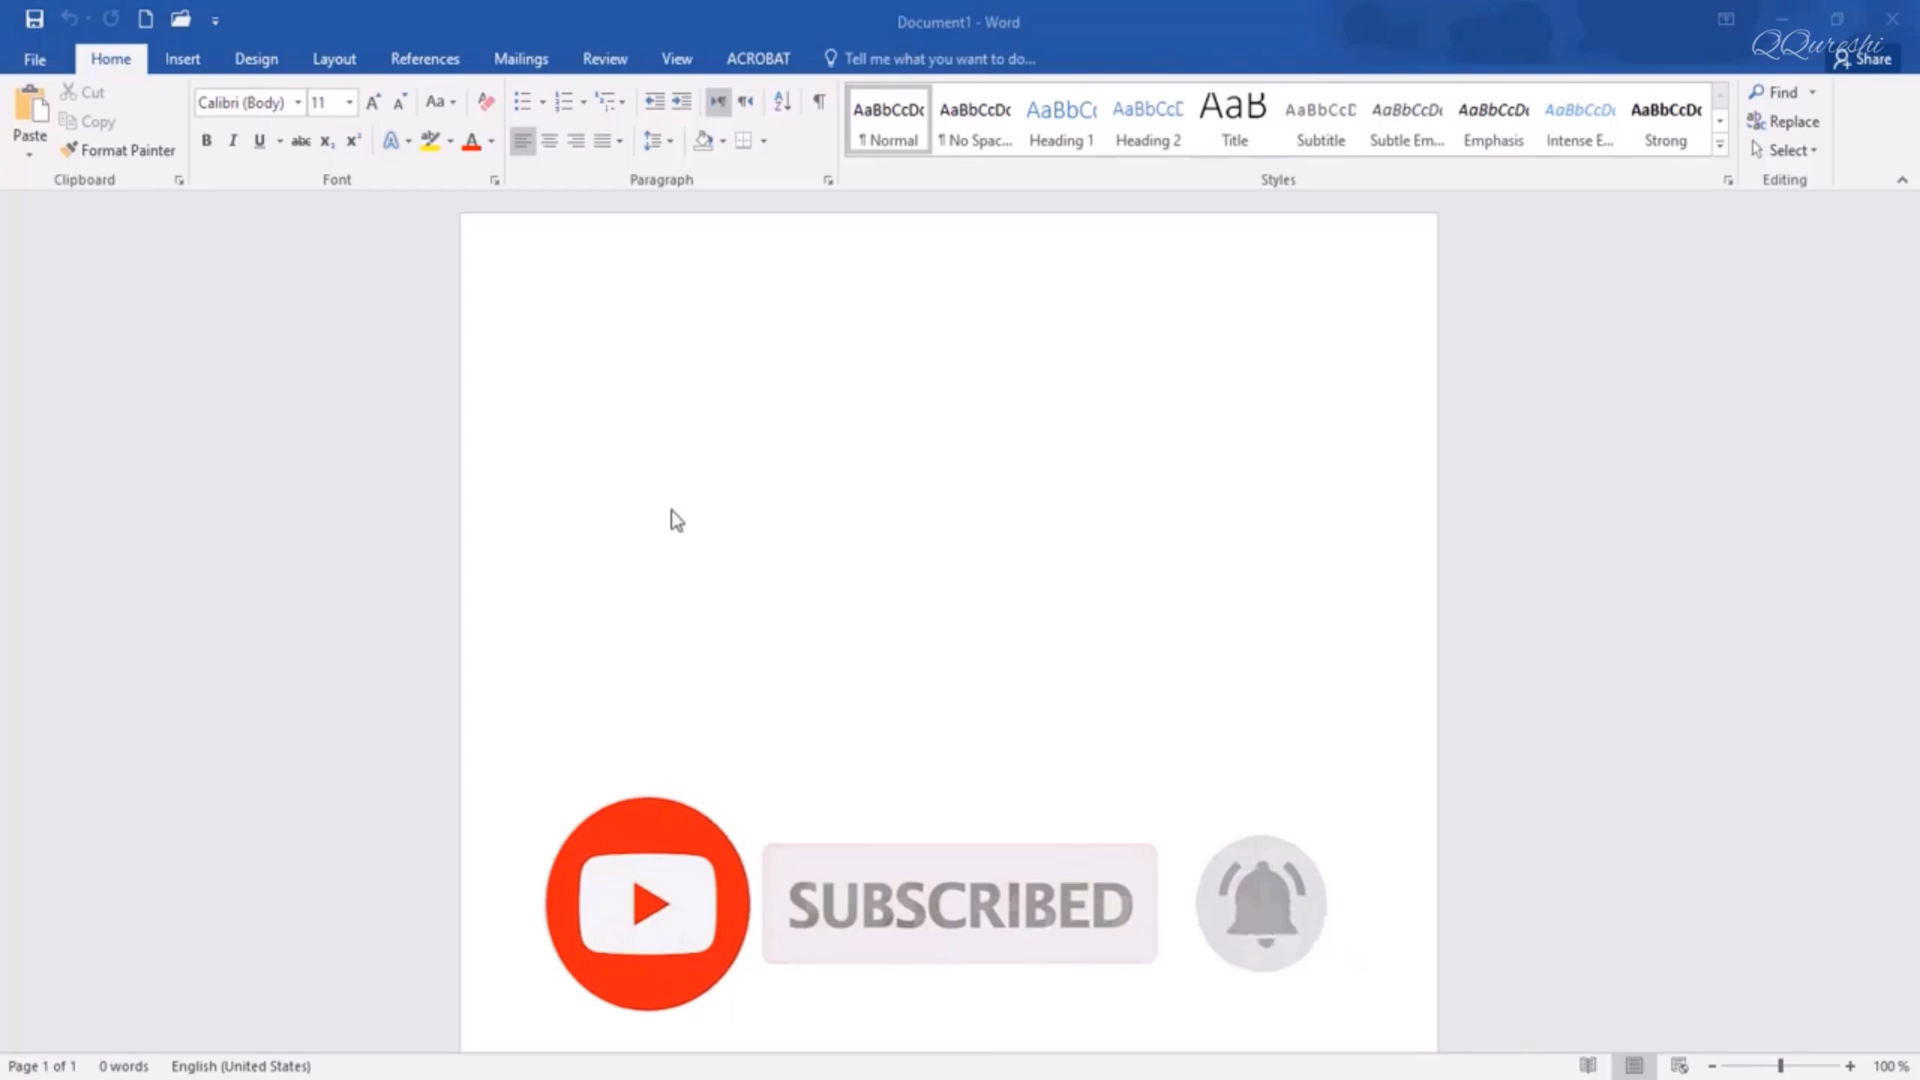 Document1 - Word
QQureshi
File Home Insert Design Layout References Mailings Review View ACROBAT Tell me what you want to do... Share
Paste
Cut
Copy
Format Painter
Clipboard
Calibri (Body) 11 Aa
B I U abc x₂ x² A ab A
Font
Paragraph
AaBbCcDc AaBbCcDc AaBbC AaBbCcD AaB AaBbCcD AaBbCcDc AaBbCcDc AaBbCcDc AaBbCcDc
¶ Normal ¶ No Spac... Heading 1 Heading 2 Title Subtitle Subtle Em... Emphasis Intense E... Strong
Styles
Find
Replace
Select
Editing
SUBSCRIBED
Page 1 of 1 0 words English (United States) 100 %